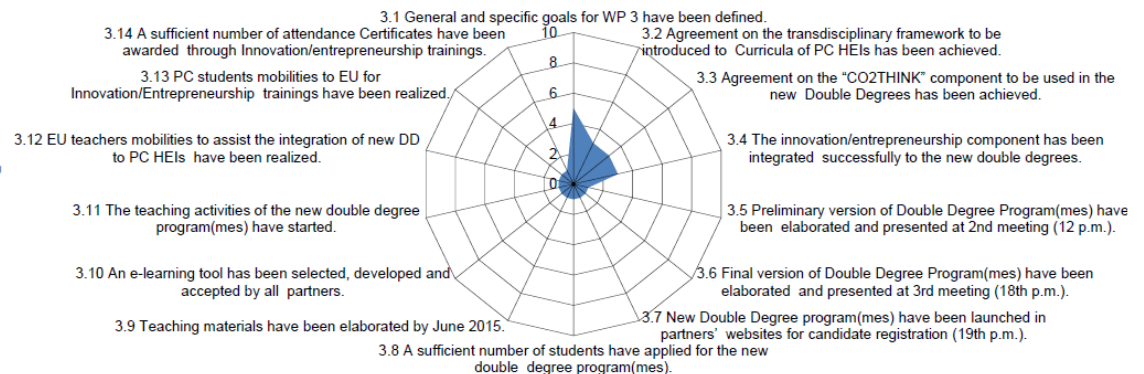 3.1 General and specific goals for WP 3 have been defined.
3.2 Agreement on the transdisciplinary framework to be
introduced to Curricula of PC HEIs has been achieved.
3.3 Agreement on the “CO2THINK” component to be used in the
new Double Degrees has been achieved.
3.4 The innovation/entrepreneurship component has been
integrated successfully to the new double degrees.
3.5 Preliminary version of Double Degree Program(mes) have
been elaborated and presented at 2nd meeting (12 p.m.).
3.6 Final version of Double Degree Program(mes) have been
elaborated and presented at 3rd meeting (18th p.m.).
3.7 New Double Degree program(mes) have been launched in
partners’ websites for candidate registration (19th p.m.).
3.8 A sufficient number of students have applied for the new
double degree program(mes).
3.9 Teaching materials have been elaborated by June 2015.
3.10 An e-learning tool has been selected, developed and
accepted by all partners.
3.11 The teaching activities of the new double degree
program(mes) have started.
3.12 EU teachers mobilities to assist the integration of new DD
to PC HEIs have been realized.
3.13 PC students mobilities to EU for
Innovation/Entrepreneurship trainings have been realized.
3.14 A sufficient number of attendance Certificates have been
awarded through Innovation/entrepreneurship trainings.
10
8
6
4
2
0